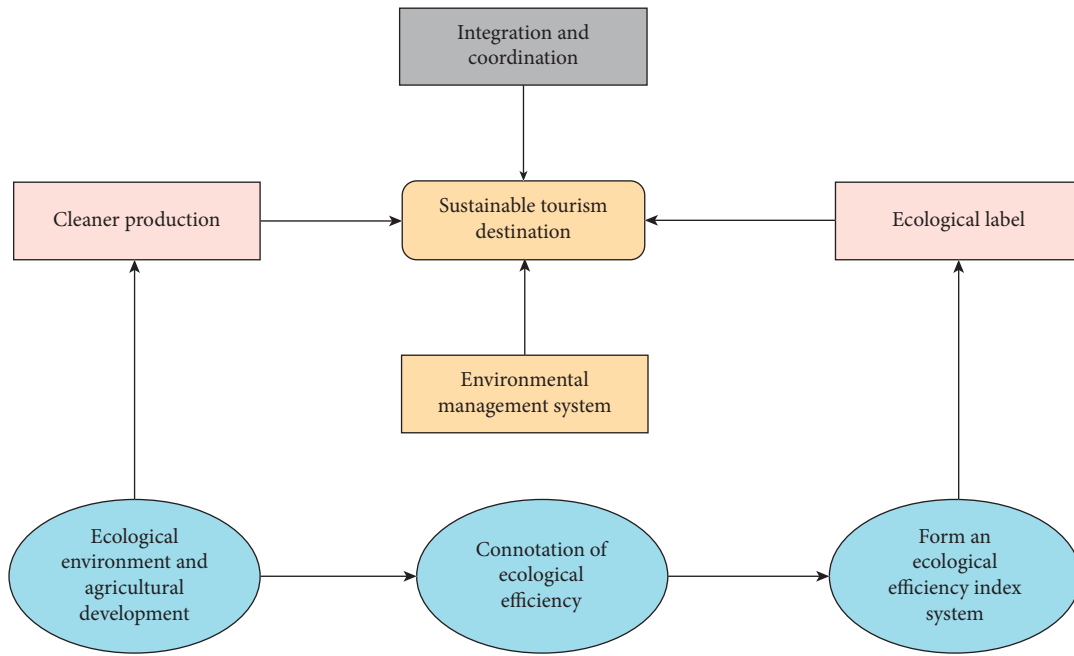 Integration and
coordination
Cleaner production
Sustainable tourism
destination
Ecological label
Environmental
management system
Ecological
environment and
agricultural
development
Connotation of
ecological
efficiency
Form an
ecological
efficiency index
system